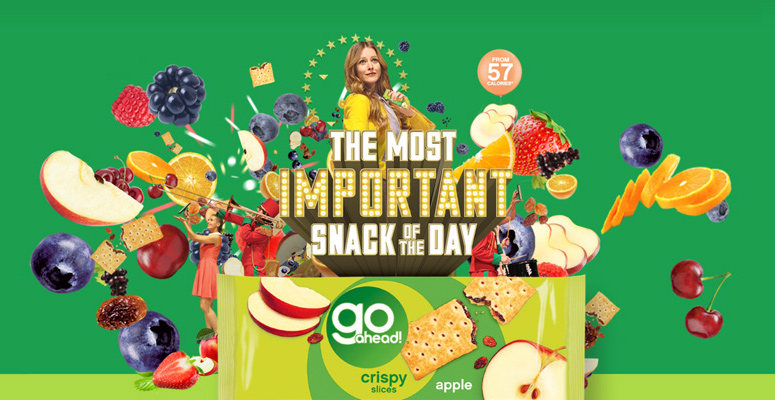 FROM
57
CALORIES*
THE MOST
IMPORTANT
SNACK OF THE DAY
go
ahead!
crispy
slices
apple